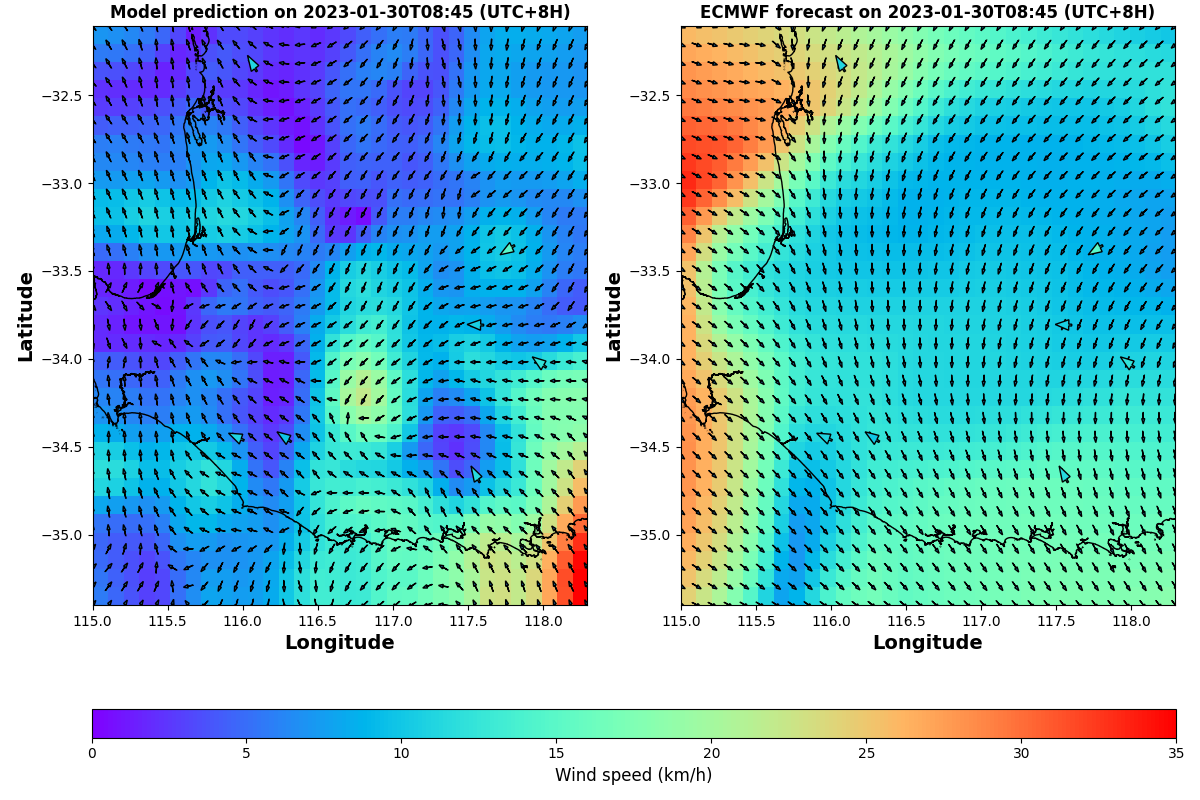 Model prediction on 2023-01-30T08:45 (UTC+8H)
ECMWF forecast on 2023-01-30T08:45 (UTC+8H)
Latitude
−32.5
−33.0
−33.5
−34.0
−34.5
−35.0
115.0 115.5 116.0 116.5 117.0 117.5 118.0
Longitude
Latitude
−32.5
−33.0
−33.5
−34.0
−34.5
−35.0
115.0 115.5 116.0 116.5 117.0 117.5 118.0
Longitude
0 5 10 15 20 25 30 35
Wind speed (km/h)